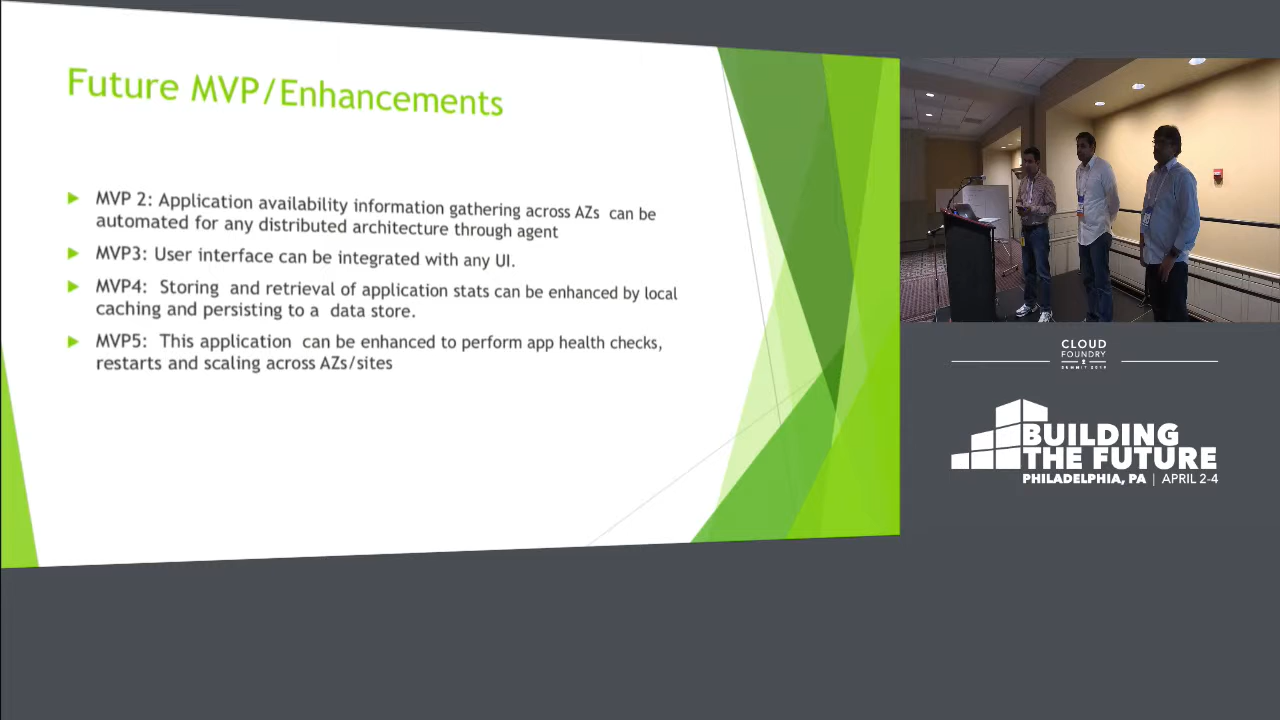 Future MVP/Enhancements
MVP 2: Application availability information gathering across AZs can be
automated for any distributed architecture through agent
MVP3: User interface can be integrated with any UI.
MVP4: Storing and retrieval of application stats can be enhanced by local
caching and persisting to a data store.
MVP5: This application can be enhanced to perform app health checks,
restarts and scaling across AZs/sites
CLOUD
FOUNDRY
SUMMIT 2019
BUILDING
THE FUTURE
PHILADELPHIA, PA | APRIL 2-4